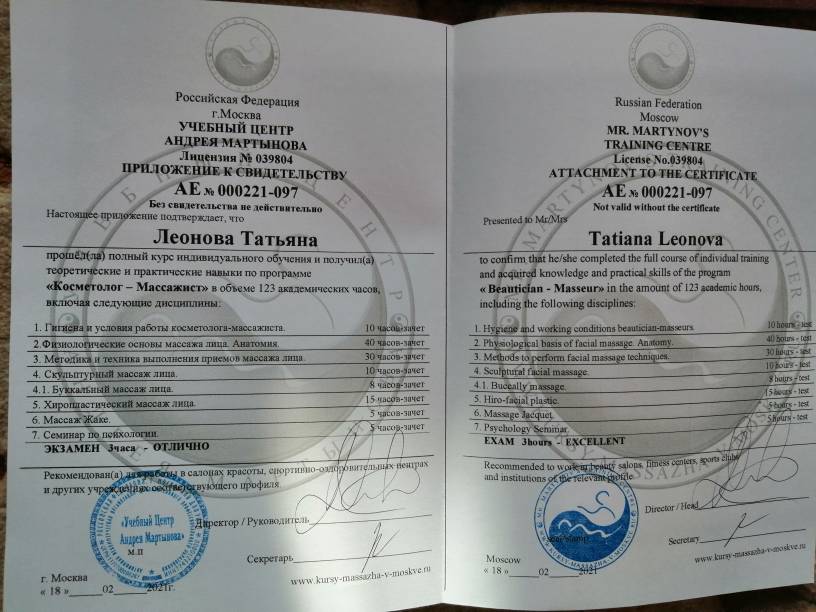 Российская Федерация
г.Москва
УЧЕБНЫЙ ЦЕНТР
АНДРЕЯ МАРТЫНОВА
Лицензия № 039804
ПРИЛОЖЕНИЕ К СВИДЕТЕЛЬСТВУ
АЕ № 000221-097
Без свидетельства не действительно
Настоящее приложение подтверждает, что
Леонова Татьяна
прошёл(ла) полный курс индивидуального обучения и получил(а)
теоретические и практические навыки по программе
«Косметолог – Массажист» в объеме 123 академических часов,
включая следующие дисциплины:
1. Гигиена и условия работы косметолога-массажиста. 10 часов-зачет
2.Физиологические основы массажа лица. Анатомия. 40 часов-зачет
3. Методика и техника выполнения приемов массажа лица. 30 часов-зачет
4. Скульптурный массаж лица. 10 часов-зачет
4.1. Буккальный массаж лица. 8 часов-зачет
5. Хиропластический массаж лица. 15 часов-зачет
6. Массаж Жаке. 5 часов-зачет
7. Семинар по психологии. 5 часов-зачет
ЭКЗАМЕН 3часа - ОТЛИЧНО
Рекомендован(а) для работы в салонах красоты, спортивно-оздоровительных центрах
и других учреждениях соответствующего профиля
«Учебный Центр
Андрея Мартынова»
М.П
Директор / Руководитель
Секретарь
www.kursy-massazha-v-moskve.ru
г. Москва
« 18 » 02 2021г.
Russian Federation
Moscow
MR. MARTYNOV'S
TRAINING CENTRE
License No.039804
ATTACHMENT TO THE CERTIFICATE
AE № 000221-097
Not valid without the certificate
Presented to Mr/Mrs
Tatiana Leonova
to confirm that he/she completed the full course of individual training
and acquired knowledge and practical skills of the program
« Beautician - Masseur» in the amount of 123 academic hours,
including the following disciplines:
1. Hygiene and working conditions beautician-masseurs. 10 hours - test
2. Physiological basis of facial massage. Anatomy. 40 hours - test
3. Methods to perform facial massage techniques. 30 hours - test
4. Sculptural facial massage. 10 hours - test
4.1. Buccally massage. 8 hours - test
5. Hiro-facial plastic. 15 hours - test
6. Massage Jacquet. 5 hours - test
7. Psychology Seminar. 5 hours - test
EXAM 3hours - EXCELLENT
Recommended to work in beauty salons, fitness centers, sports clubs
and institutions of the relevant profile
Director / Head
Secretary
www.kursy-massazha-v-moskve.ru
Moscow
« 18 » 02 2021